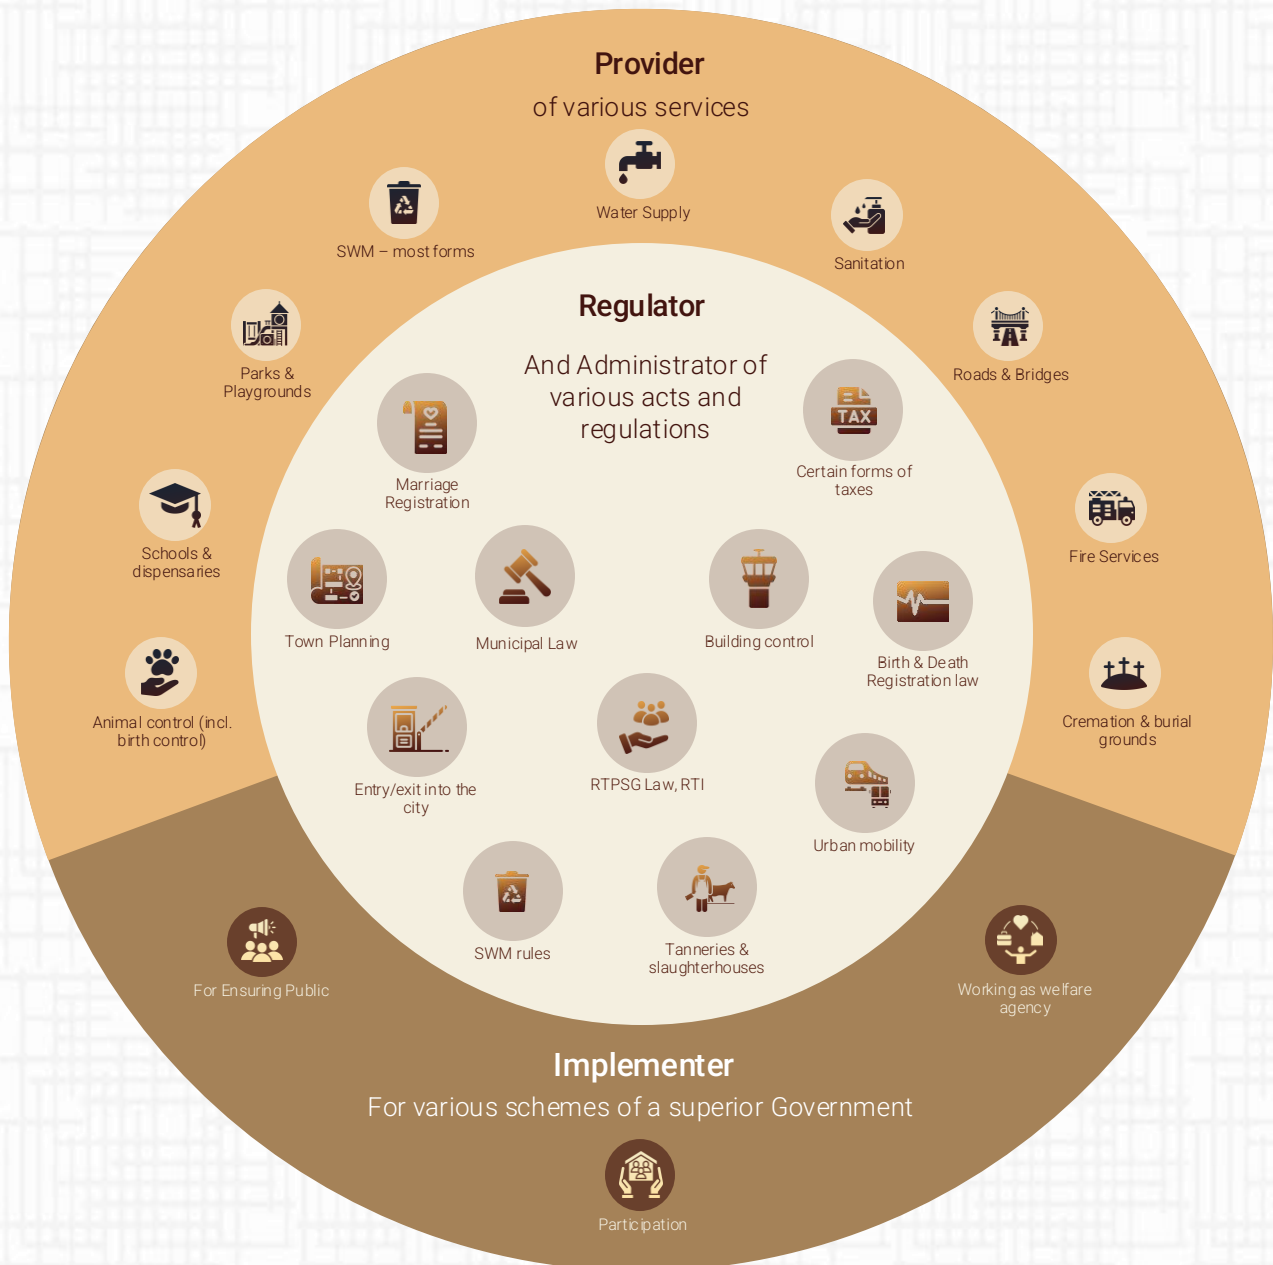 Provider
of various services
Water Supply
SWM – most forms
Sanitation
Parks &
Playgrounds
Roads & Bridges
Schools &
dispensaries
Fire Services
Animal control (incl.
birth control)
Cremation & burial
grounds
Regulator
And Administrator of
various acts and
regulations
TAX
Marriage
Registration
Certain forms of
taxes
Town Planning
Municipal Law
Building control
Birth & Death
Registration law
Entry/exit into the
city
RTPSG Law, RTI
Urban mobility
SWM rules
Tanneries &
slaughterhouses
For Ensuring Public
Working as welfare
agency
Implementer
For various schemes of a superior Government
Participation